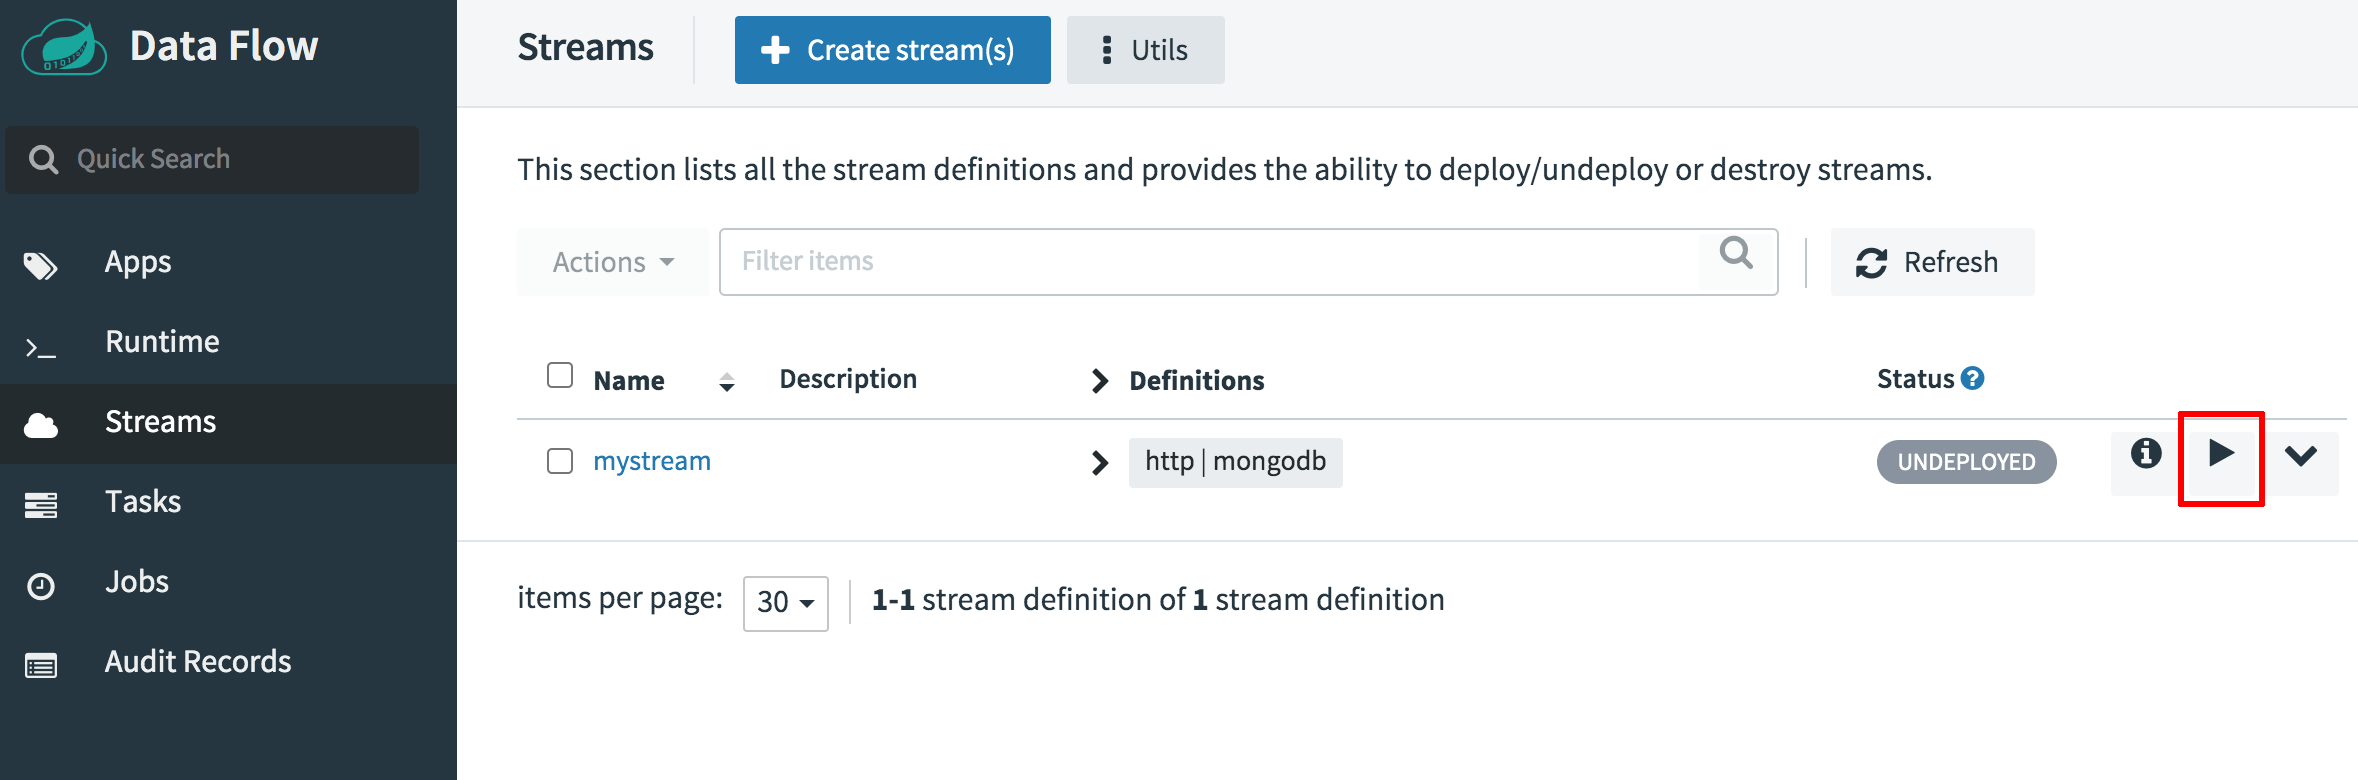 Data Flow
Quick Search
Apps
Runtime
Streams
Tasks
Jobs
Audit Records
Streams
Create stream(s)
Utils
This section lists all the stream definitions and provides the ability to deploy/undeploy or destroy streams.
Actions
Filter items
Refresh
Name Description Definitions Status
mystream http | mongodb UNDEPLOYED
items per page: 30 1-1 stream definition of 1 stream definition